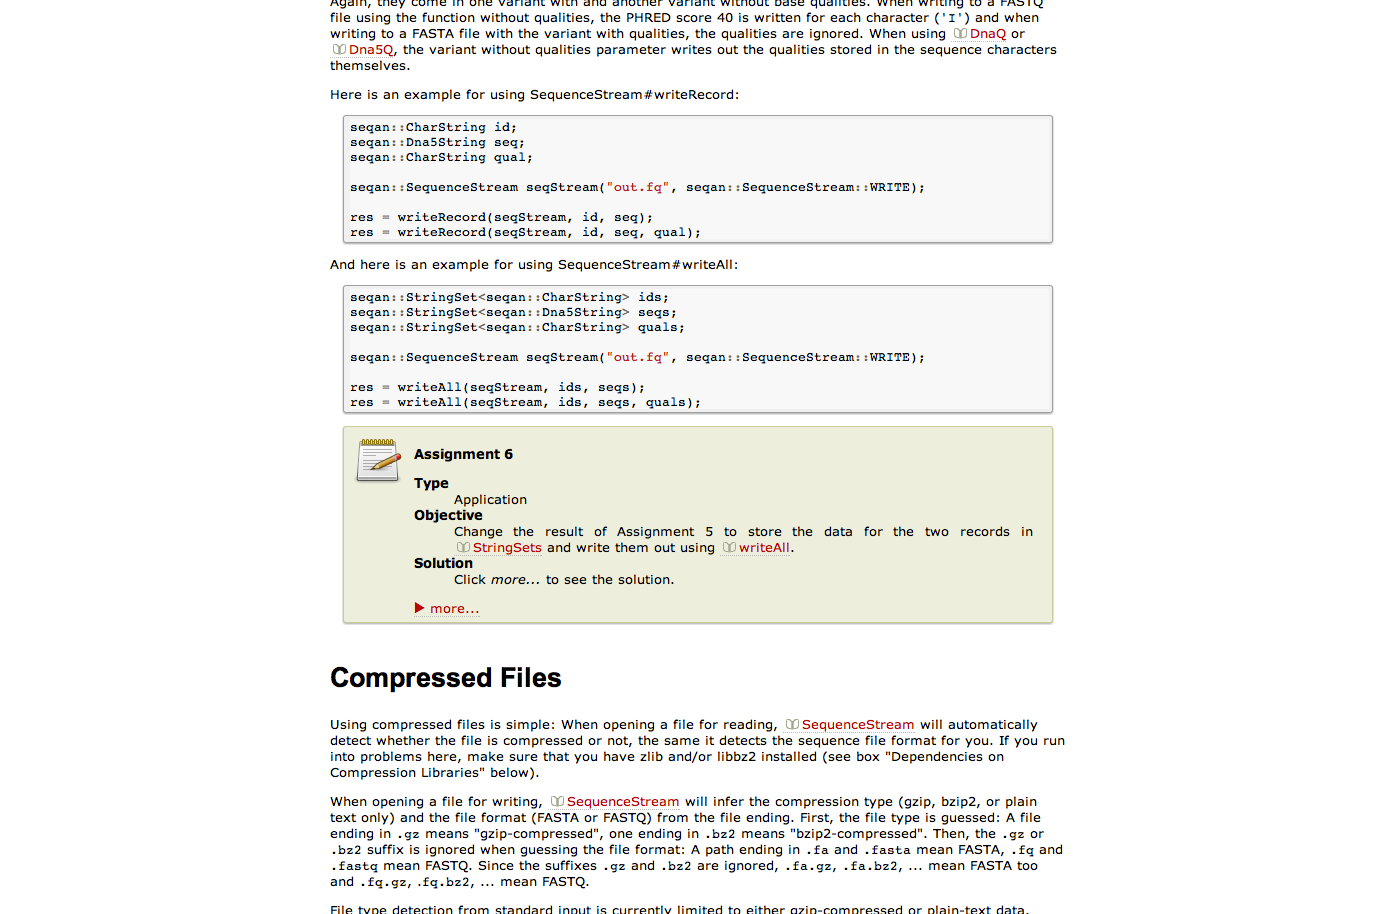 Again, they come in one variant with and another variant without base qualities. When writing to a FASTQ
file using the function without qualities, the PHRED score 40 is written for each character ('I') and when
writing to a FASTA file with the variant with qualities, the qualities are ignored. When using DnaQ or
Dna5Q, the variant without qualities parameter writes out the qualities stored in the sequence characters
themselves.
Here is an example for using SequenceStream#writeRecord:
seqan::CharString id;
seqan::Dna5String seq;
seqan::CharString qual;
seqan::SequenceStream seqStream("out.fq", seqan::SequenceStream::WRITE);
res = writeRecord(seqStream, id, seq);
res = writeRecord(seqStream, id, seq, qual);
And here is an example for using SequenceStream#writeAll:
seqan::StringSet<seqan::CharString> ids;
seqan::StringSet<seqan::Dna5String> seqs;
seqan::StringSet<seqan::CharString> quals;
seqan::SequenceStream seqStream("out.fq", seqan::SequenceStream::WRITE);
res = writeAll(seqStream, ids, seqs);
res = writeAll(seqStream, ids, seqs, quals);
Assignment 6
Type
Application
Objective
Change the result of Assignment 5 to store the data for the two records in
StringSets and write them out using writeAll.
Solution
Click more... to see the solution.
more...
Compressed Files
Using compressed files is simple: When opening a file for reading, SequenceStream will automatically
detect whether the file is compressed or not, the same it detects the sequence file format for you. If you run
into problems here, make sure that you have zlib and/or libbz2 installed (see box "Dependencies on
Compression Libraries" below).
When opening a file for writing, SequenceStream will infer the compression type (gzip, bzip2, or plain
text only) and the file format (FASTA or FASTQ) from the file ending. First, the file type is guessed: A file
ending in .gz means "gzip-compressed", one ending in .bz2 means "bzip2-compressed". Then, the .gz or
.bz2 suffix is ignored when guessing the file format: A path ending in .fa and .fasta mean FASTA, .fq and
.fastq mean FASTQ. Since the suffixes .gz and .bz2 are ignored, .fa.gz, .fa.bz2, ... mean FASTA too
and .fq.gz, .fq.bz2, ... mean FASTQ.
File type detection from standard input is currently limited to either gzip-compressed or plain-text data.